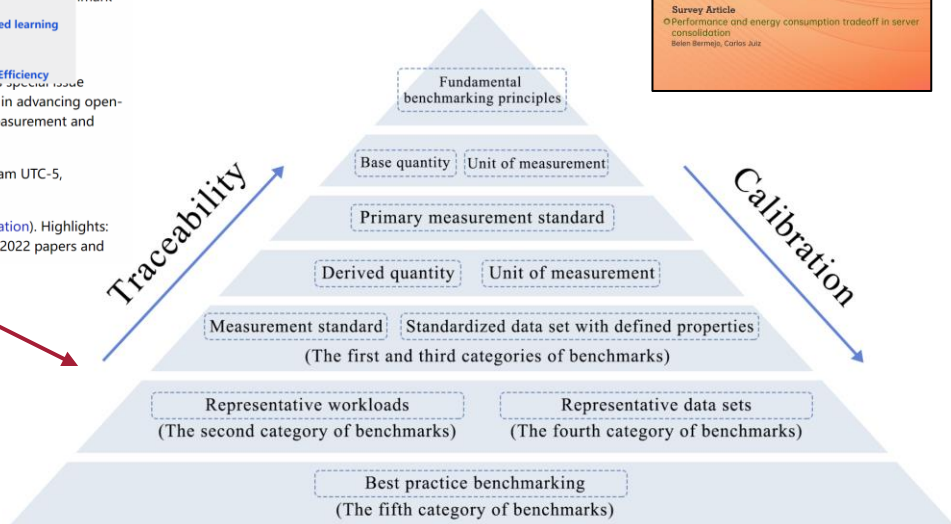 ed learning
Efficiency
in advancing open-
asurement and
am UTC-5,
ation). Highlights:
2022 papers and
Survey Article
Performance and energy consumption tradeoff in server
consolidation
Belen Bermejo, Carlos Juiz
Traceability
Calibration
Fundamental
benchmarking principles
Base quantity Unit of measurement
Primary measurement standard
Derived quantity Unit of measurement
Measurement standard Standardized data set with defined properties
(The first and third categories of benchmarks)
Representative workloads Representative data sets
(The second category of benchmarks) (The fourth category of benchmarks)
Best practice benchmarking
(The fifth category of benchmarks)